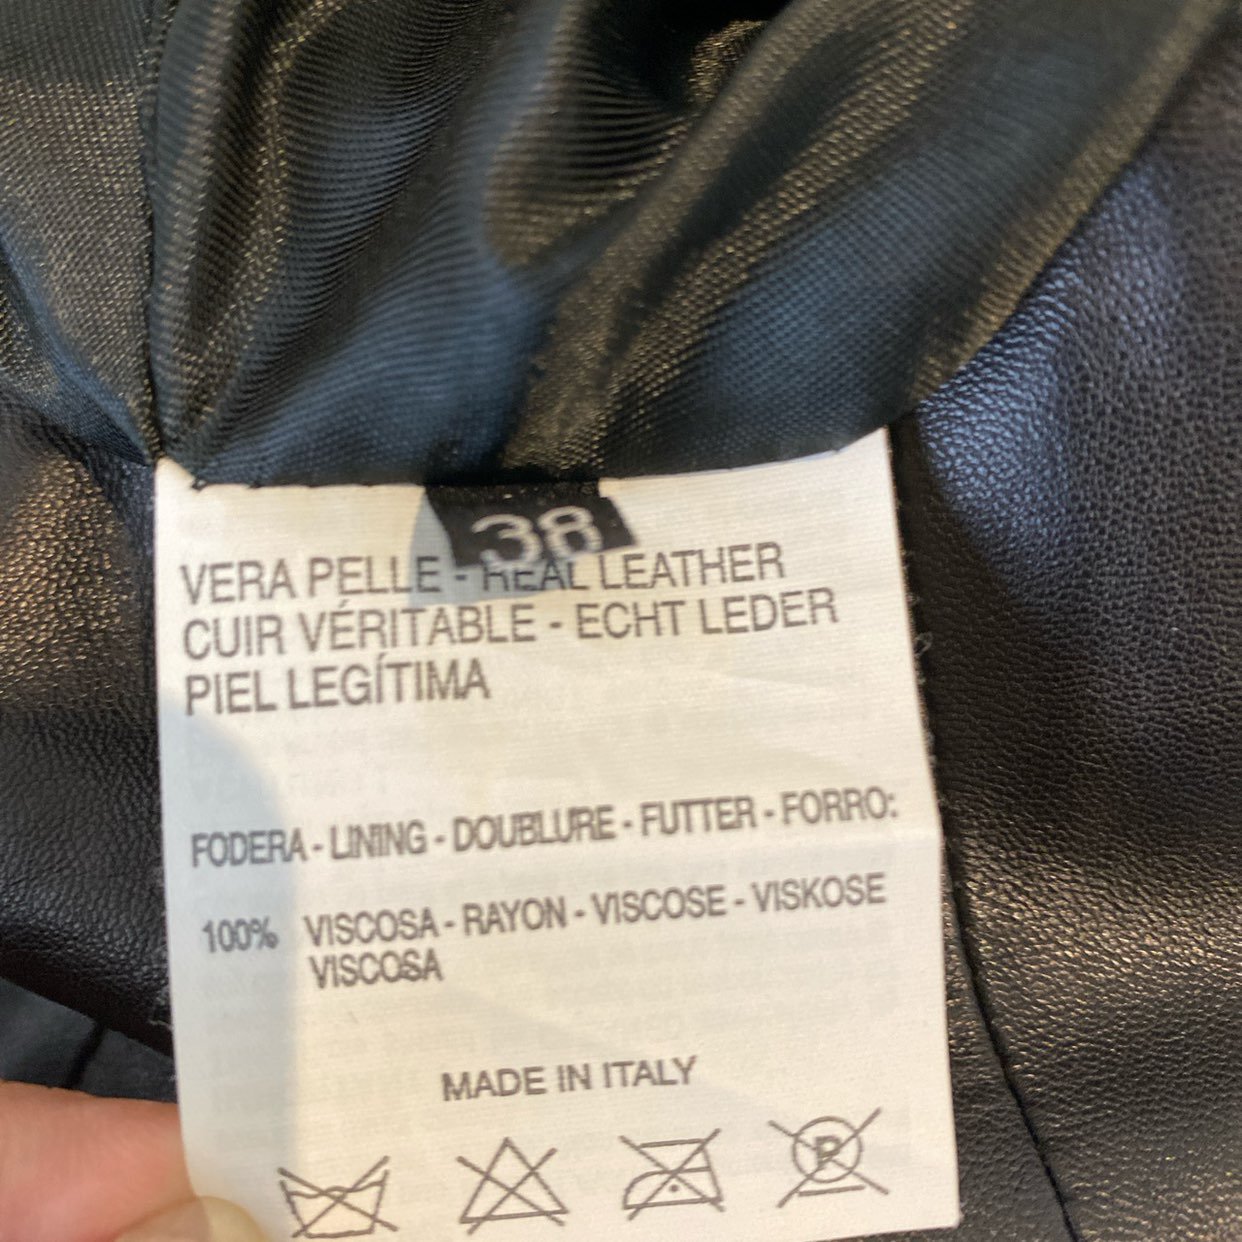 38
VERA PELLE - REAL LEATHER
CUIR VÉRITABLE - ECHT LEDER
PIEL LEGÍTIMA
FODERA - LINING - DOUBLURE - FUTTER - FORRO:
100% VISCOSA - RAYON - VISCOSE - VISKOSE
VISCOSA
MADE IN ITALY
P